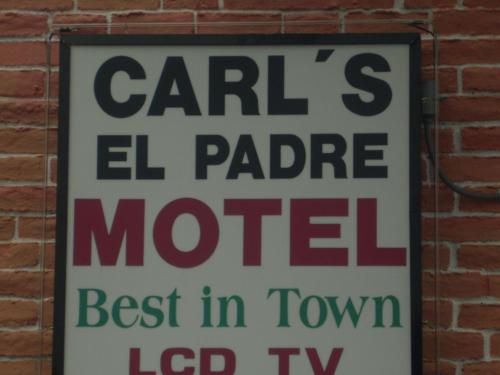 CARL'S
EL PADRE
MOTEL
Best in Town
LCD TV